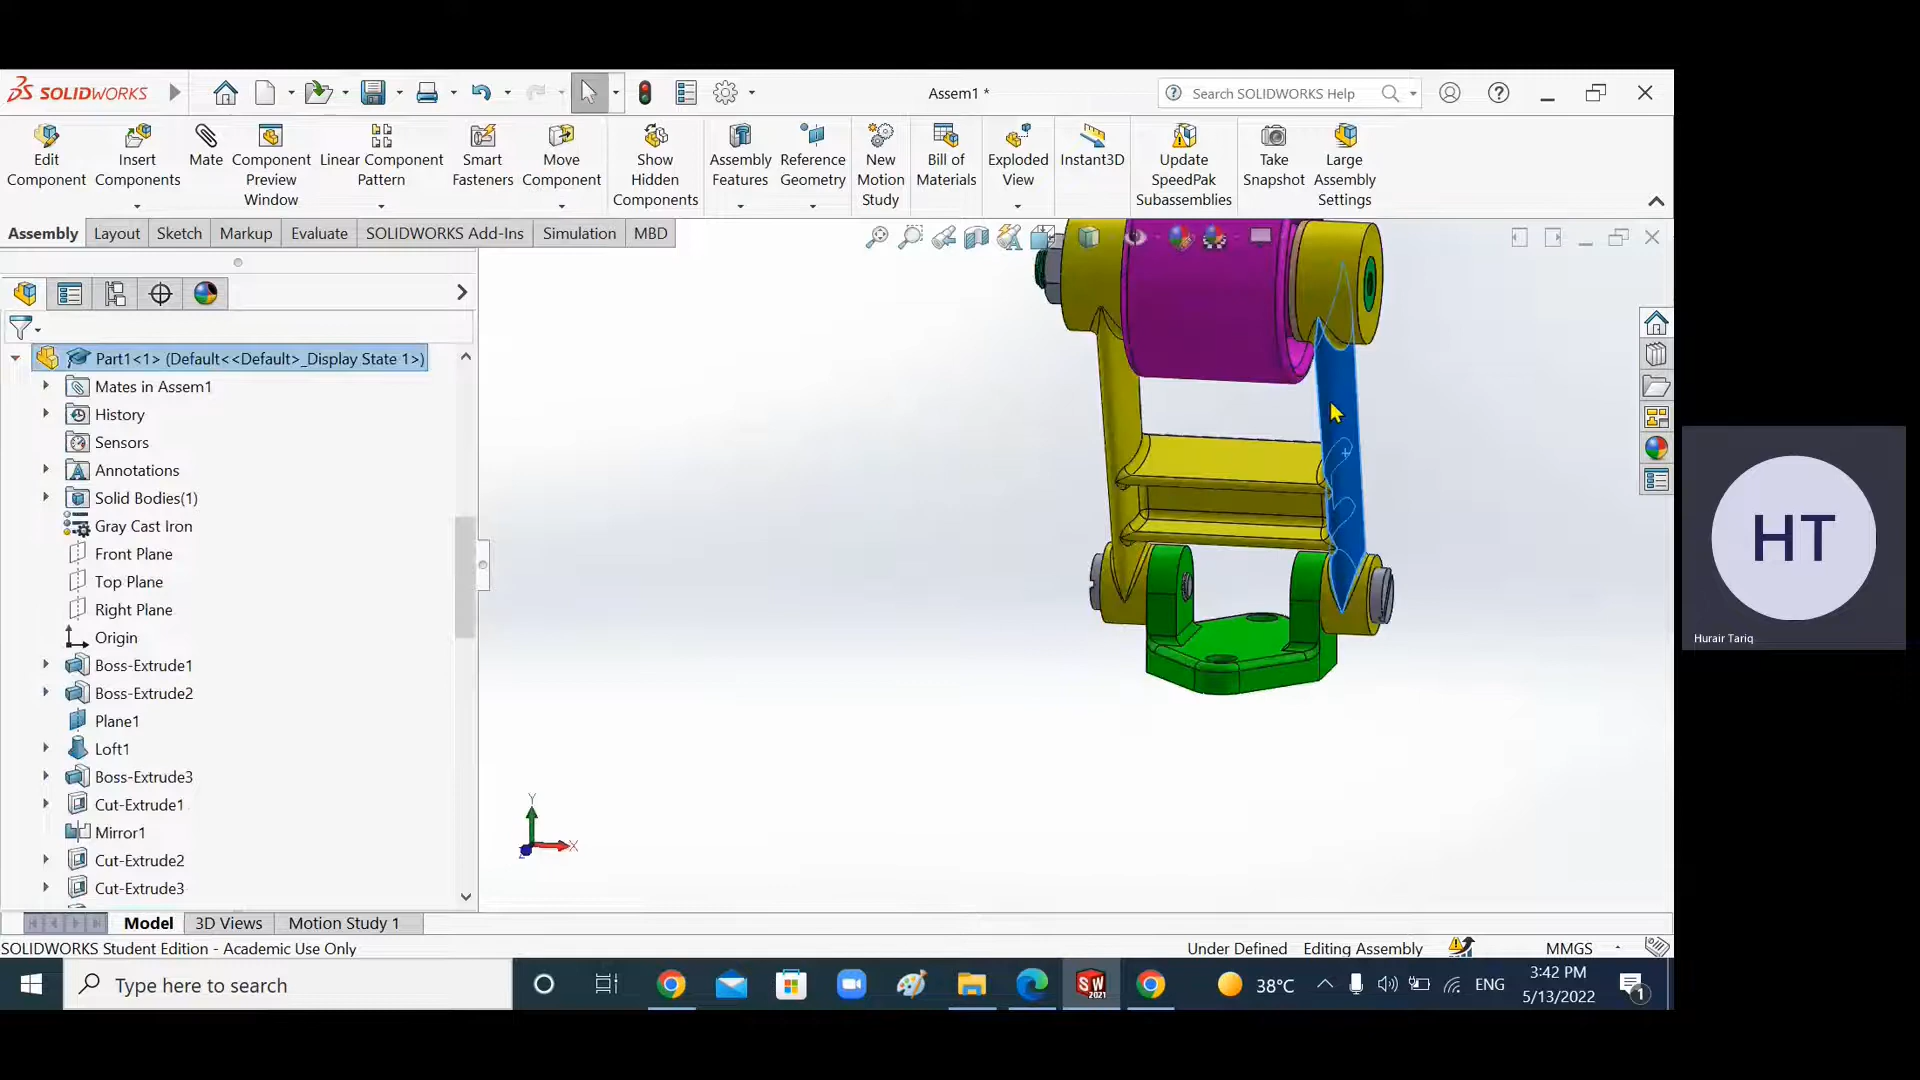 SOLIDWORKS
Assem1 *
Search SOLIDWORKS Help
Edit Component
Insert Components
Mate
Component Preview Window
Linear Component Pattern
Smart Fasteners
Move Component
Show Hidden Components
Assembly Features
Reference Geometry
New Motion Study
Bill of Materials
Exploded View
Instant3D
Update SpeedPak Subassemblies
Take Snapshot
Large Assembly Settings
Assembly
Layout
Sketch
Markup
Evaluate
SOLIDWORKS Add-Ins
Simulation
MBD
Part1<1> (Default<<Default>_Display State 1>)
Mates in Assem1
History
Sensors
Annotations
Solid Bodies(1)
Gray Cast Iron
Front Plane
Top Plane
Right Plane
Origin
Boss-Extrude1
Boss-Extrude2
Plane1
Loft1
Boss-Extrude3
Cut-Extrude1
Mirror1
Cut-Extrude2
Cut-Extrude3
Y
X
Z
HT
Hurair Tariq
Model
3D Views
Motion Study 1
SOLIDWORKS Student Edition - Academic Use Only
Under Defined
Editing Assembly
MMGS
Type here to search
SW
2021
38°C
ENG
3:42 PM
5/13/2022
1